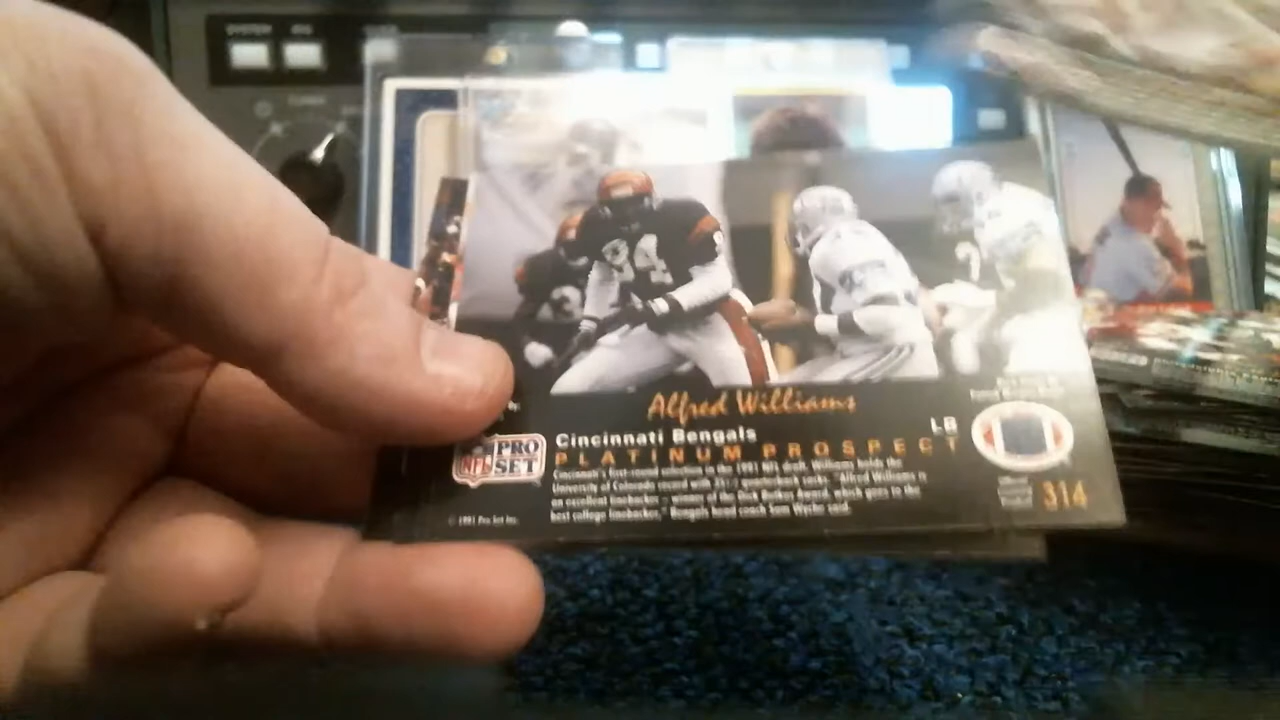 SYSTEM
94
3
Alfred Williams
Cincinnati Bengals
LB
PLATINUM PROSPECT
NFL PRO SET
Cincinnati's first-round selection in the 1991 NFL draft, Williams holds the
University of Colorado record with quarterback sacks. "Alfred Williams is
an excellent linebacker - winner of the Dick Butkus Award, which goes to the
best college linebacker." Bengals head coach Sam Wyche said.
© 1991 Pro Set Inc.
314